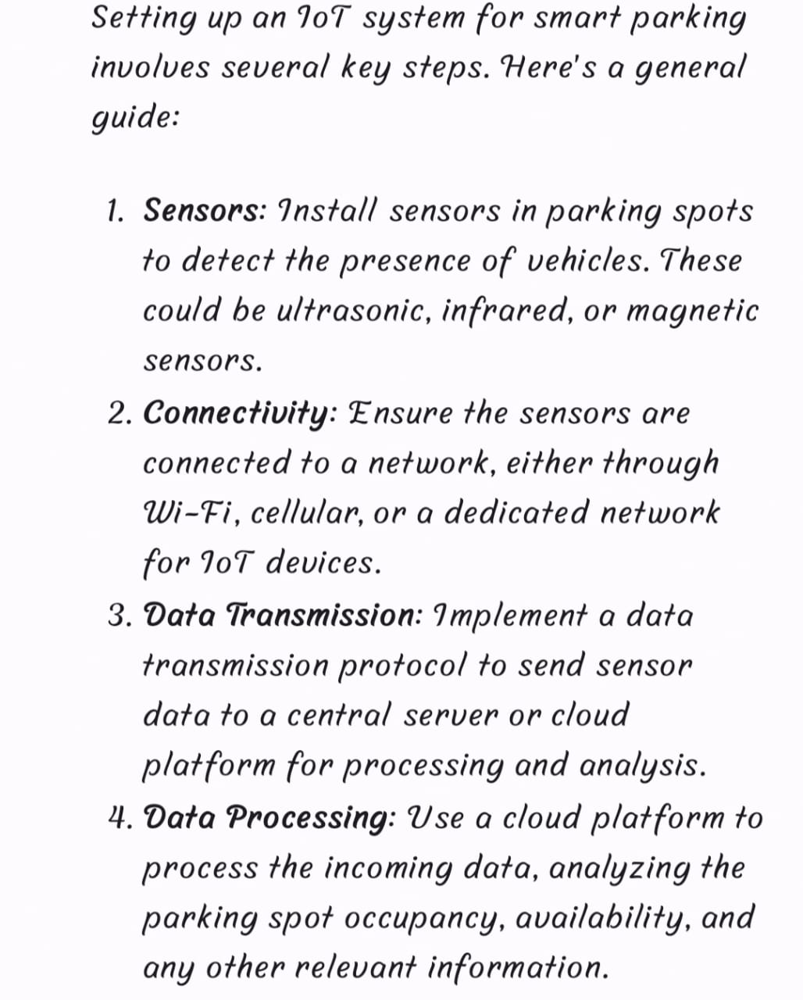 Setting up an IoT system for smart parking
involves several key steps. Here's a general
guide:
1. Sensors: Install sensors in parking spots
to detect the presence of vehicles. These
could be ultrasonic, infrared, or magnetic
sensors.
2. Connectivity: Ensure the sensors are
connected to a network, either through
Wi-Fi, cellular, or a dedicated network
for IoT devices.
3. Data Transmission: Implement a data
transmission protocol to send sensor
data to a central server or cloud
platform for processing and analysis.
4. Data Processing: Use a cloud platform to
process the incoming data, analyzing the
parking spot occupancy, availability, and
any other relevant information.